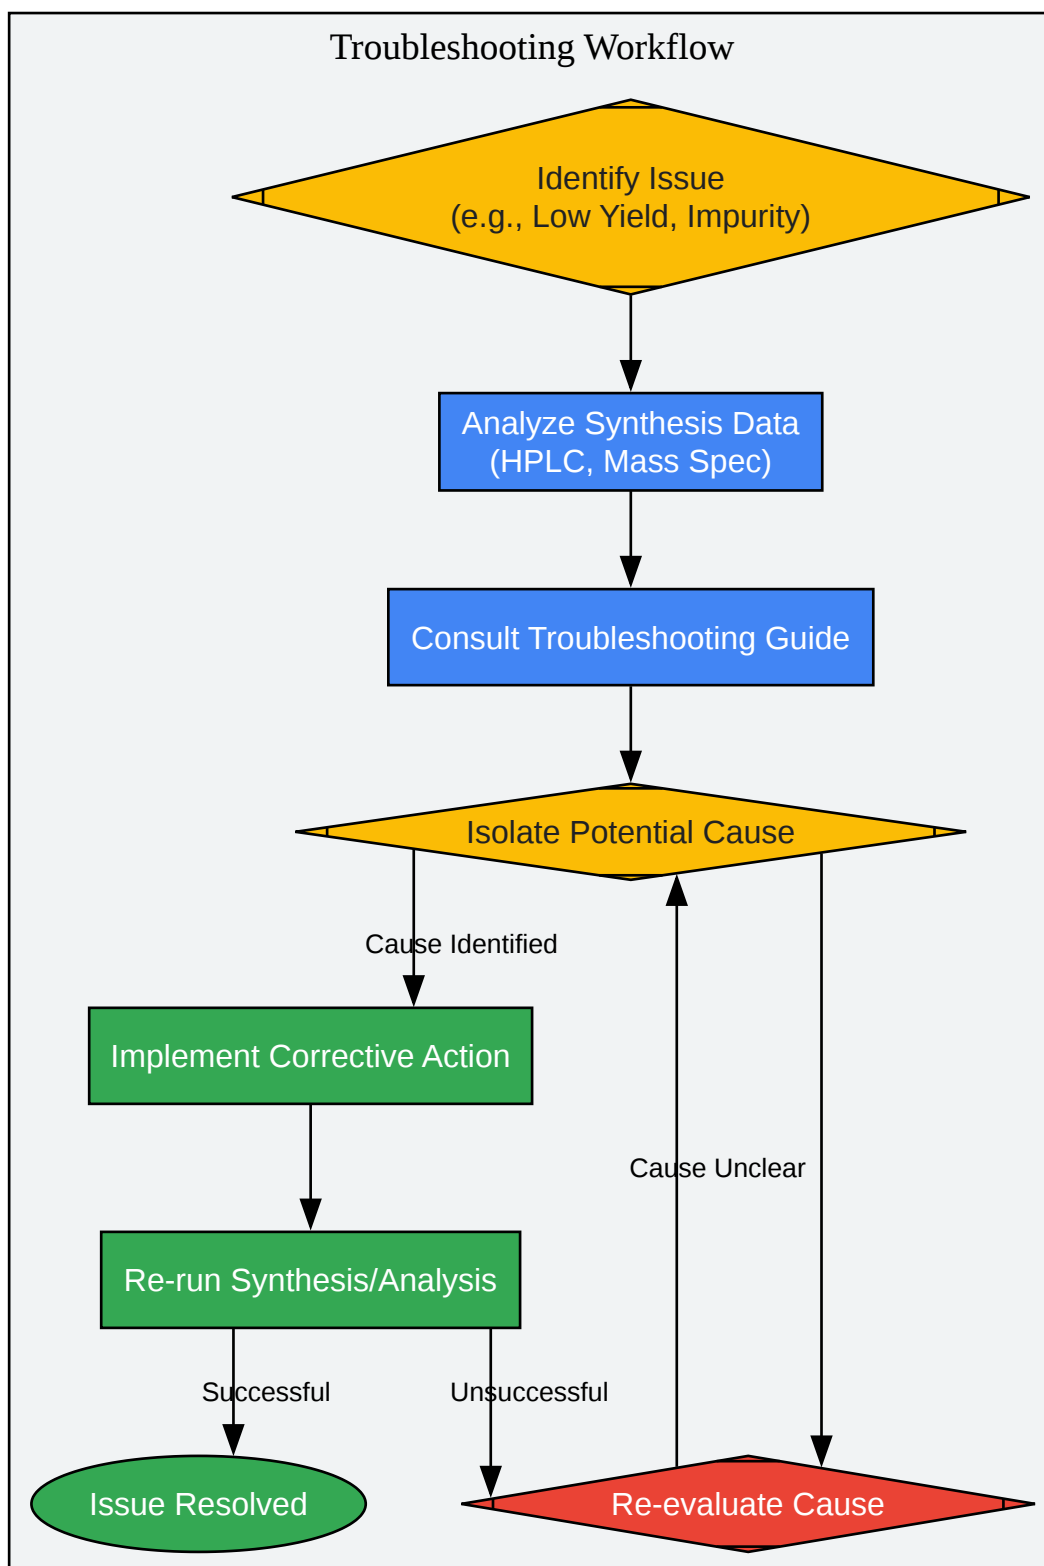 Troubleshooting Workflow
Identify Issue
(e.g., Low Yield, Impurity)
Analyze Synthesis Data
(HPLC, Mass Spec)
Consult Troubleshooting Guide
Isolate Potential Cause
Cause Identified
Implement Corrective Action
Cause Unclear
Re-run Synthesis/Analysis
Successful
Unsuccessful
Issue Resolved
Re-evaluate Cause